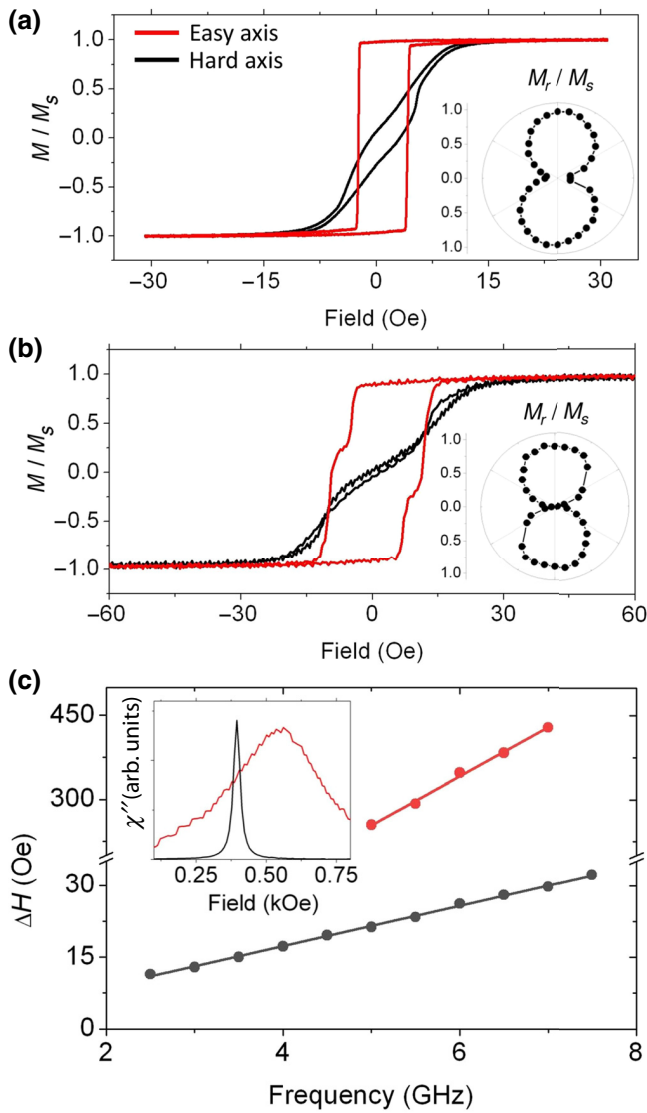 (a)
Easy axis
Hard axis
M / Ms
1.0
0.5
0.0
−0.5
−1.0
−30
−15
0
15
30
Field (Oe)
Mr / Ms
1.0
0.5
0.0
0.5
1.0
(b)
M / Ms
1.0
0.5
0.0
−0.5
−1.0
−60
−30
0
30
60
Field (Oe)
Mr / Ms
1.0
0.5
0.0
0.5
1.0
(c)
ΔH (Oe)
450
300
30
15
0
2
4
6
8
Frequency (GHz)
χ″(arb. units)
0.25
0.50
0.75
Field (kOe)